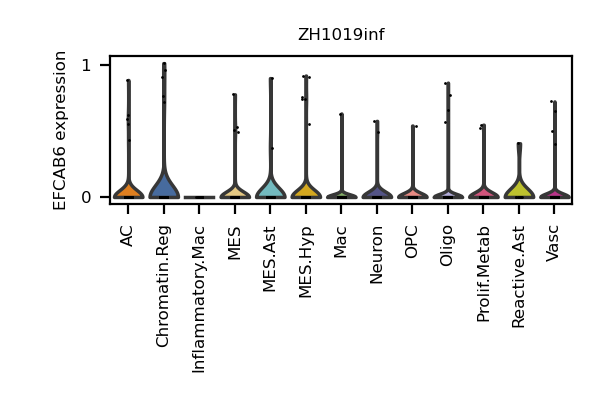 ZH1019inf
EFCAB6 expression
1
0
AC
Chromatin.Reg
Inflammatory.Mac
MES
MES.Ast
MES.Hyp
Mac
Neuron
OPC
Oligo
Prolif.Metab
Reactive.Ast
Vasc